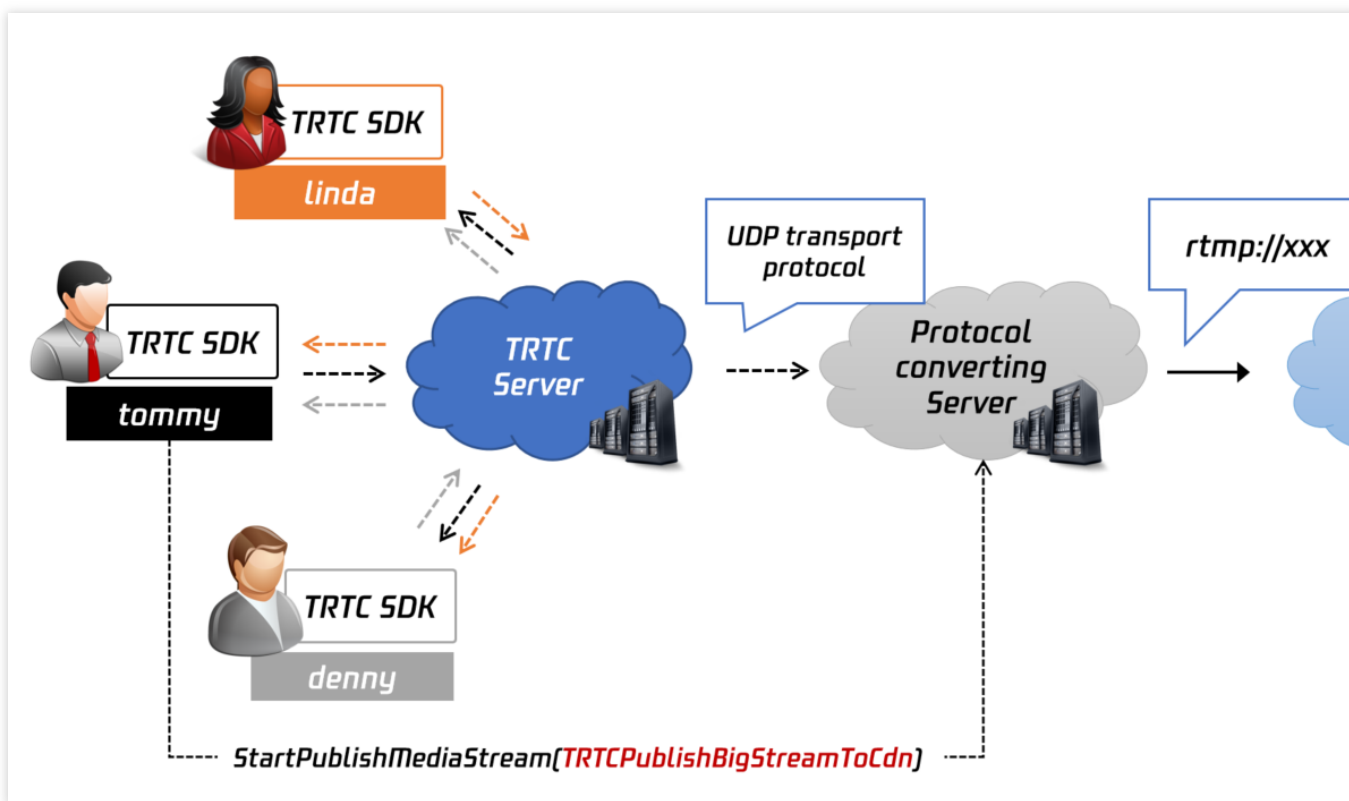 TRTC SDK
linda
UDP transport
protocol
rtmp://xxx
TRTC SDK
tommy
TRTC
Server
Protocol
converting
Server
TRTC SDK
denny
StartPublishMediaStream(TRTCPublishBigStreamToCdn)